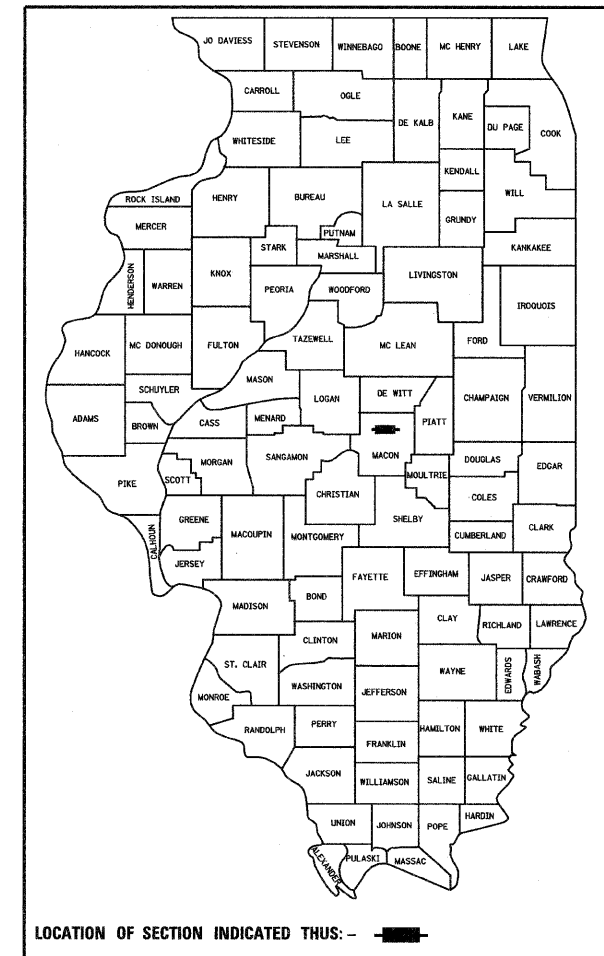 JO DAVIESS STEVENSON WINNEBAGO BOONE MC HENRY LAKE
CARROLL OGLE DE KALB KANE DU PAGE COOK
WHITESIDE LEE
KENDALL WILL
ROCK ISLAND HENRY BUREAU LA SALLE GRUNDY
MERCER PUTNAM KANKAKEE
HENDERSON WARREN KNOX STARK MARSHALL LIVINGSTON
PEORIA WOODFORD IROQUOIS
HANCOCK MC DONOUGH FULTON TAZEWELL MC LEAN FORD
MASON
SCHUYLER LOGAN DE WITT CHAMPAIGN VERMILION
ADAMS BROWN CASS MENARD PIATT
MACON
PIKE SCOTT MORGAN SANGAMON MOULTRIE DOUGLAS EDGAR
CHRISTIAN COLES
CALHOUN GREENE MACOUPIN MONTGOMERY SHELBY CUMBERLAND CLARK
JERSEY FAYETTE EFFINGHAM JASPER CRAWFORD
MADISON BOND
CLAY RICHLAND LAWRENCE
CLINTON MARION
ST. CLAIR WAYNE EDWARDS WABASH
WASHINGTON JEFFERSON
MONROE
RANDOLPH PERRY HAMILTON WHITE
FRANKLIN
JACKSON WILLIAMSON SALINE GALLATIN
UNION JOHNSON POPE HARDIN
ALEXANDER PULASKI MASSAC
LOCATION OF SECTION INDICATED THUS: -